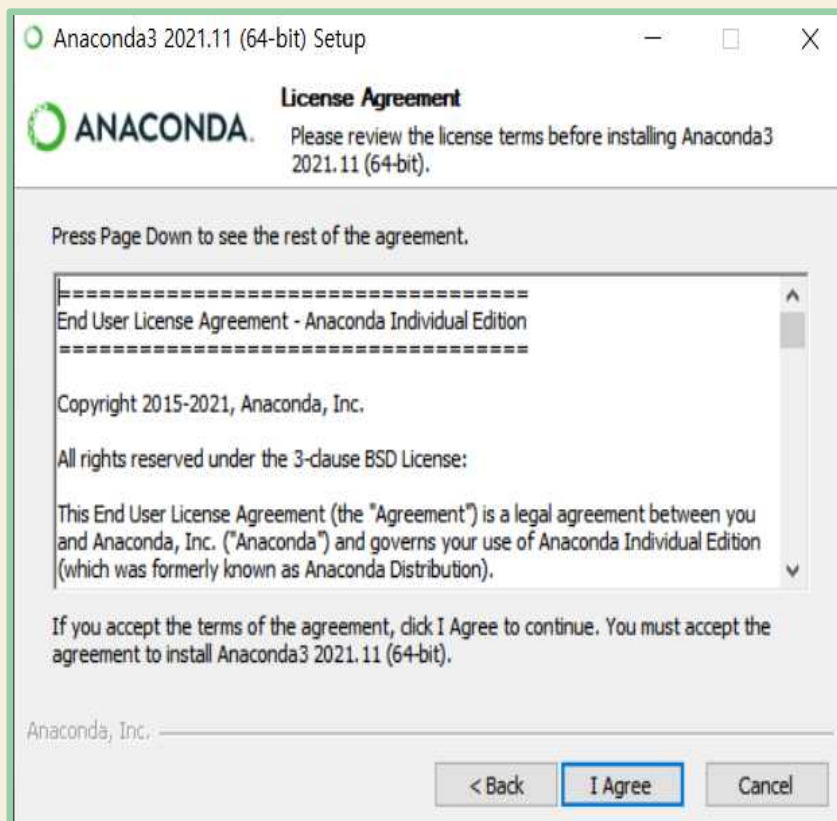 Anaconda3 2021.11 (64-bit) Setup
ANACONDA.
License Agreement
Please review the license terms before installing Anaconda3
2021.11 (64-bit).
Press Page Down to see the rest of the agreement.
===================================
End User License Agreement - Anaconda Individual Edition
===================================
Copyright 2015-2021, Anaconda, Inc.
All rights reserved under the 3-clause BSD License:
This End User License Agreement (the "Agreement") is a legal agreement between you
and Anaconda, Inc. ("Anaconda") and governs your use of Anaconda Individual Edition
(which was formerly known as Anaconda Distribution).
If you accept the terms of the agreement, click I Agree to continue. You must accept the
agreement to install Anaconda3 2021.11 (64-bit).
Anaconda, Inc.
< Back I Agree Cancel